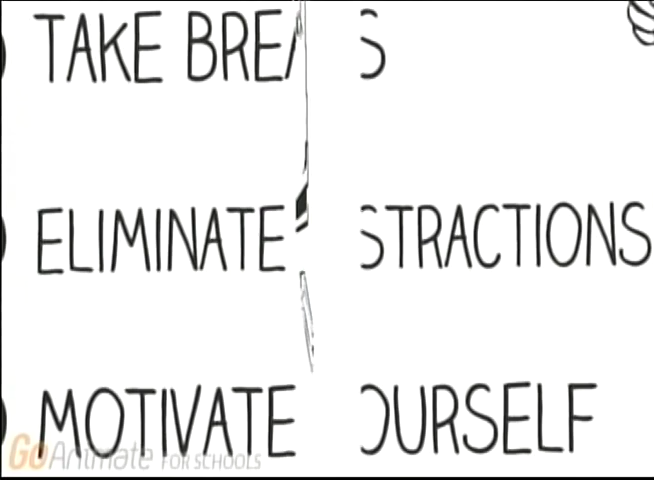 TAKE BREA S
ELIMINATE STRACTIONS
MOTIVATE OURSELF
GoAnimate FOR SCHOOLS